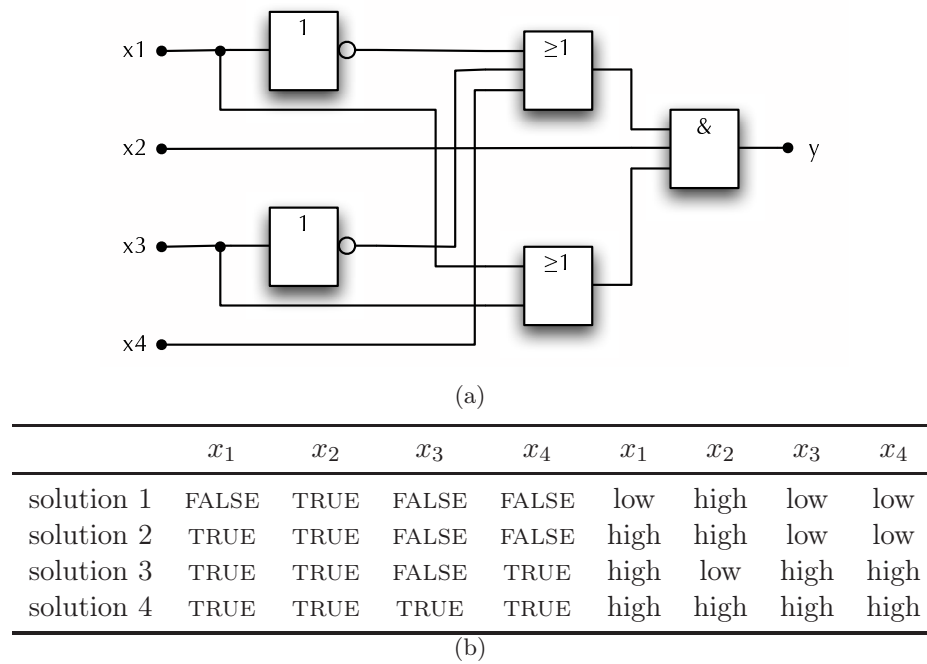 1
≥1
x1
&
x2
y
1
x3
≥1
x4
(a)
x₁ x₂ x₃ x₄ x₁ x₂ x₃ x₄
solution 1 FALSE TRUE FALSE FALSE low high low low
solution 2 TRUE TRUE FALSE FALSE high high low low
solution 3 TRUE TRUE FALSE TRUE high low high high
solution 4 TRUE TRUE TRUE TRUE high high high high
(b)